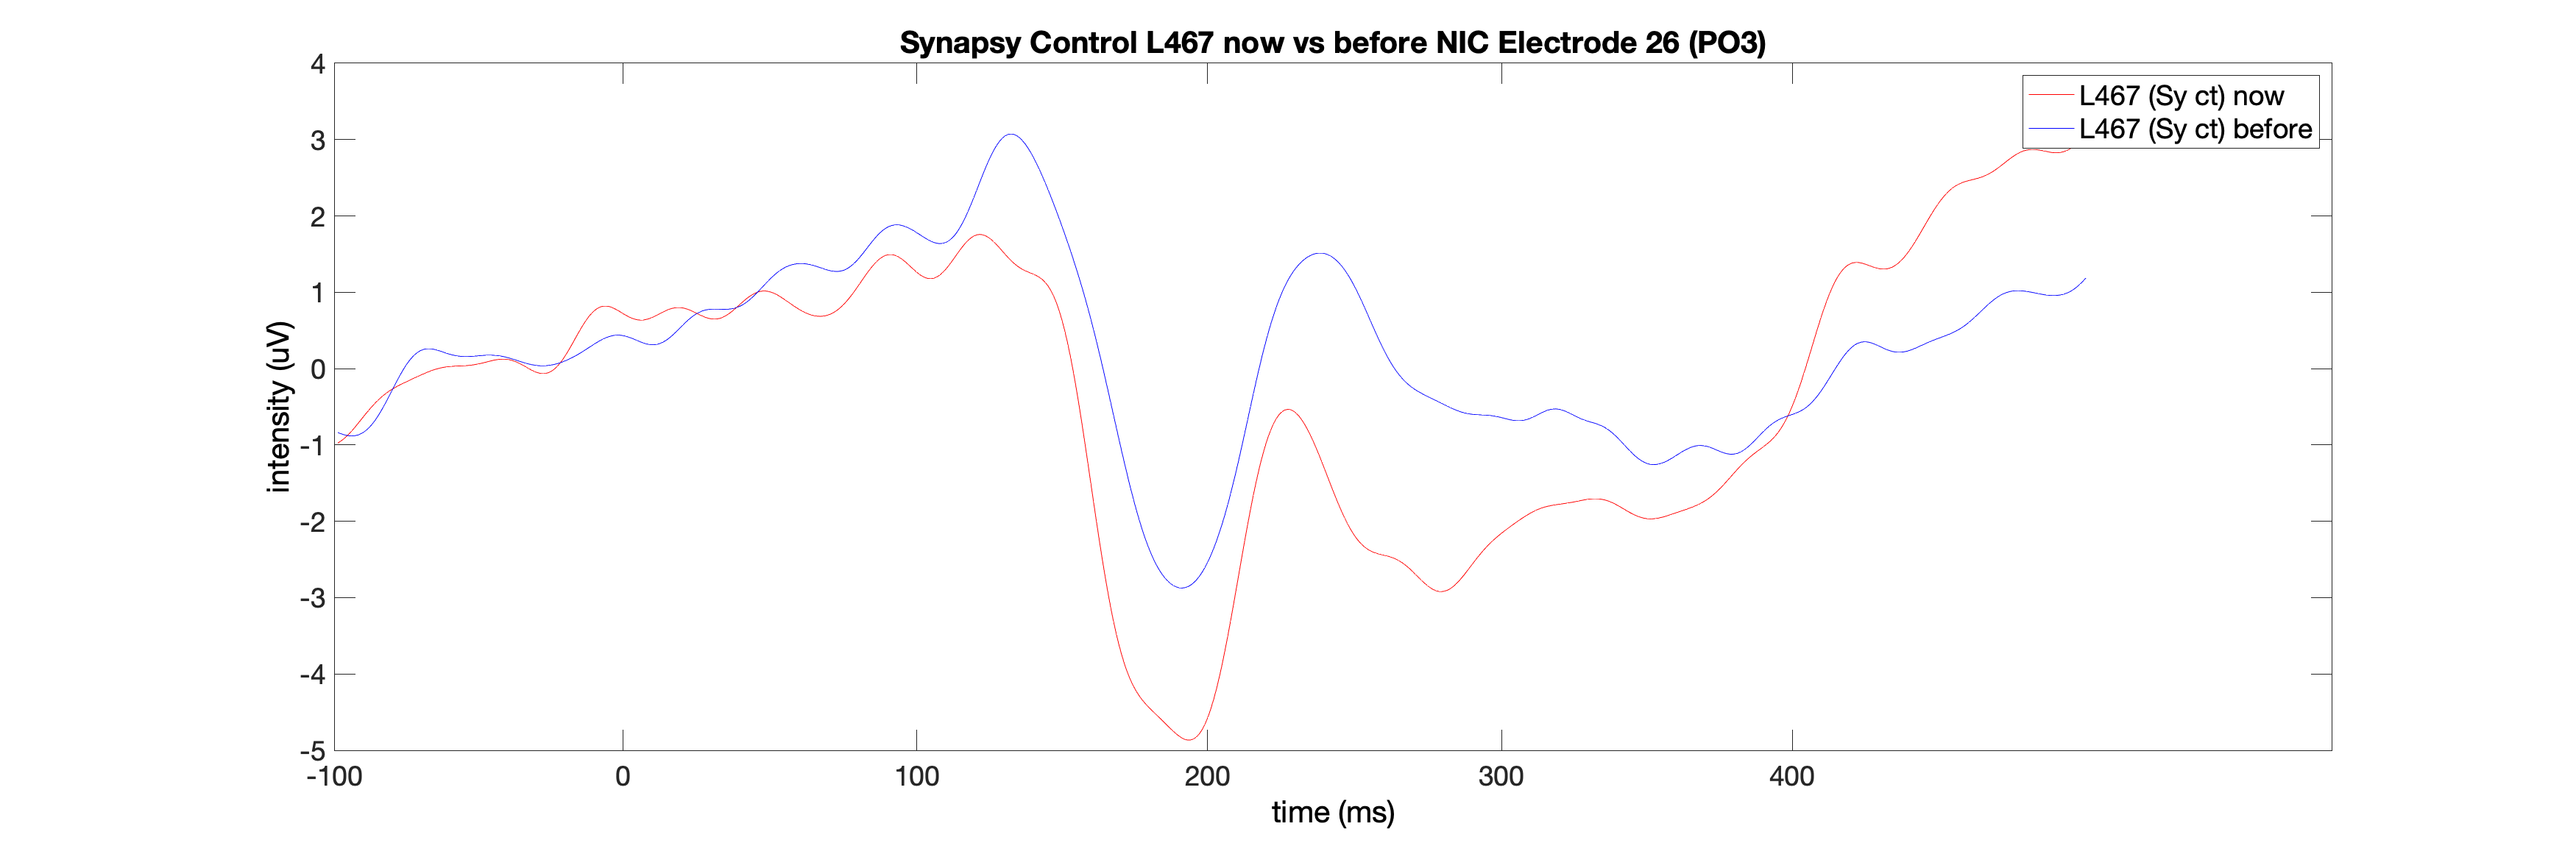 Synapsy Control L467 now vs before NIC Electrode 26 (PO3)
4
3
2
1
0
-1
-2
-3
-4
-5
intensity (uV)
L467 (Sy ct) now
L467 (Sy ct) before
-100 0 100 200 300 400
time (ms)